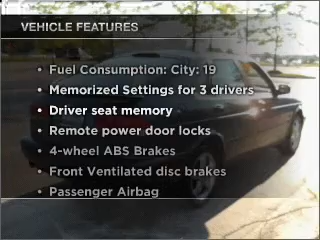 VEHICLE FEATURES
• Fuel Consumption: City: 19
• Memorized Settings for 3 drivers
• Driver seat memory
• Remote power door locks
• 4-wheel ABS Brakes
• Front Ventilated disc brakes
• Passenger Airbag